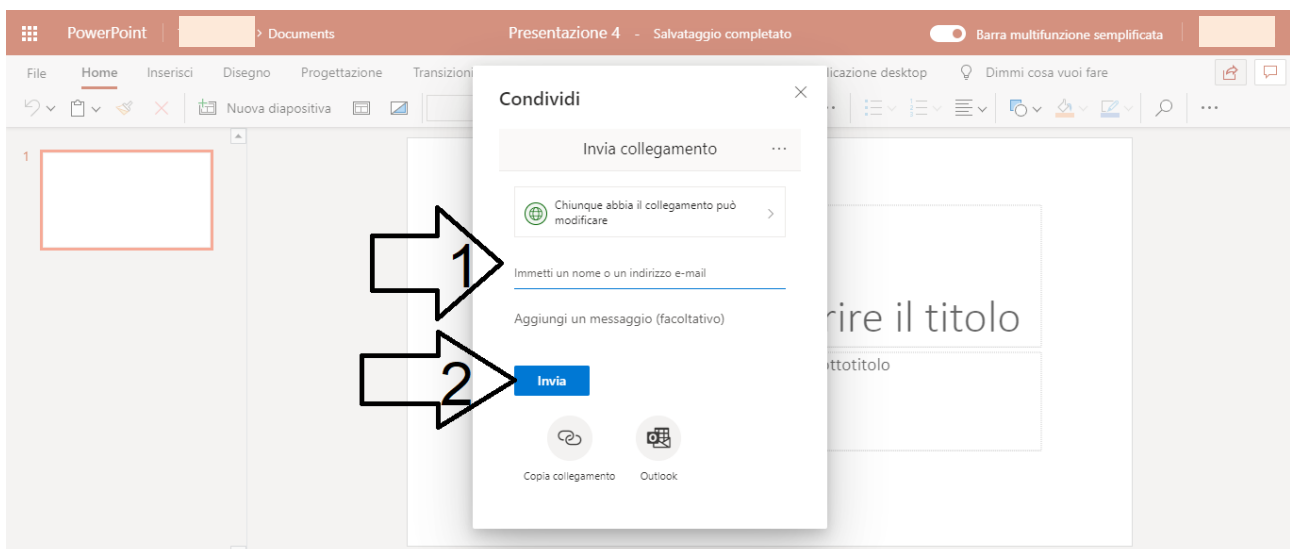 PowerPoint > Documents Presentazione 4 - Salvataggio completato Barra multifunzione semplificata
File Home Inserisci Disegno Progettazione Transizioni licazione desktop Dimmi cosa vuoi fare
Nuova diapositiva
Condividi
Invia collegamento
1
Chiunque abbia il collegamento può
modificare
1
Immetti un nome o un indirizzo e-mail
Aggiungi un messaggio (facoltativo)
rire il titolo
ottotitolo
2
Invia
Copia collegamento Outlook